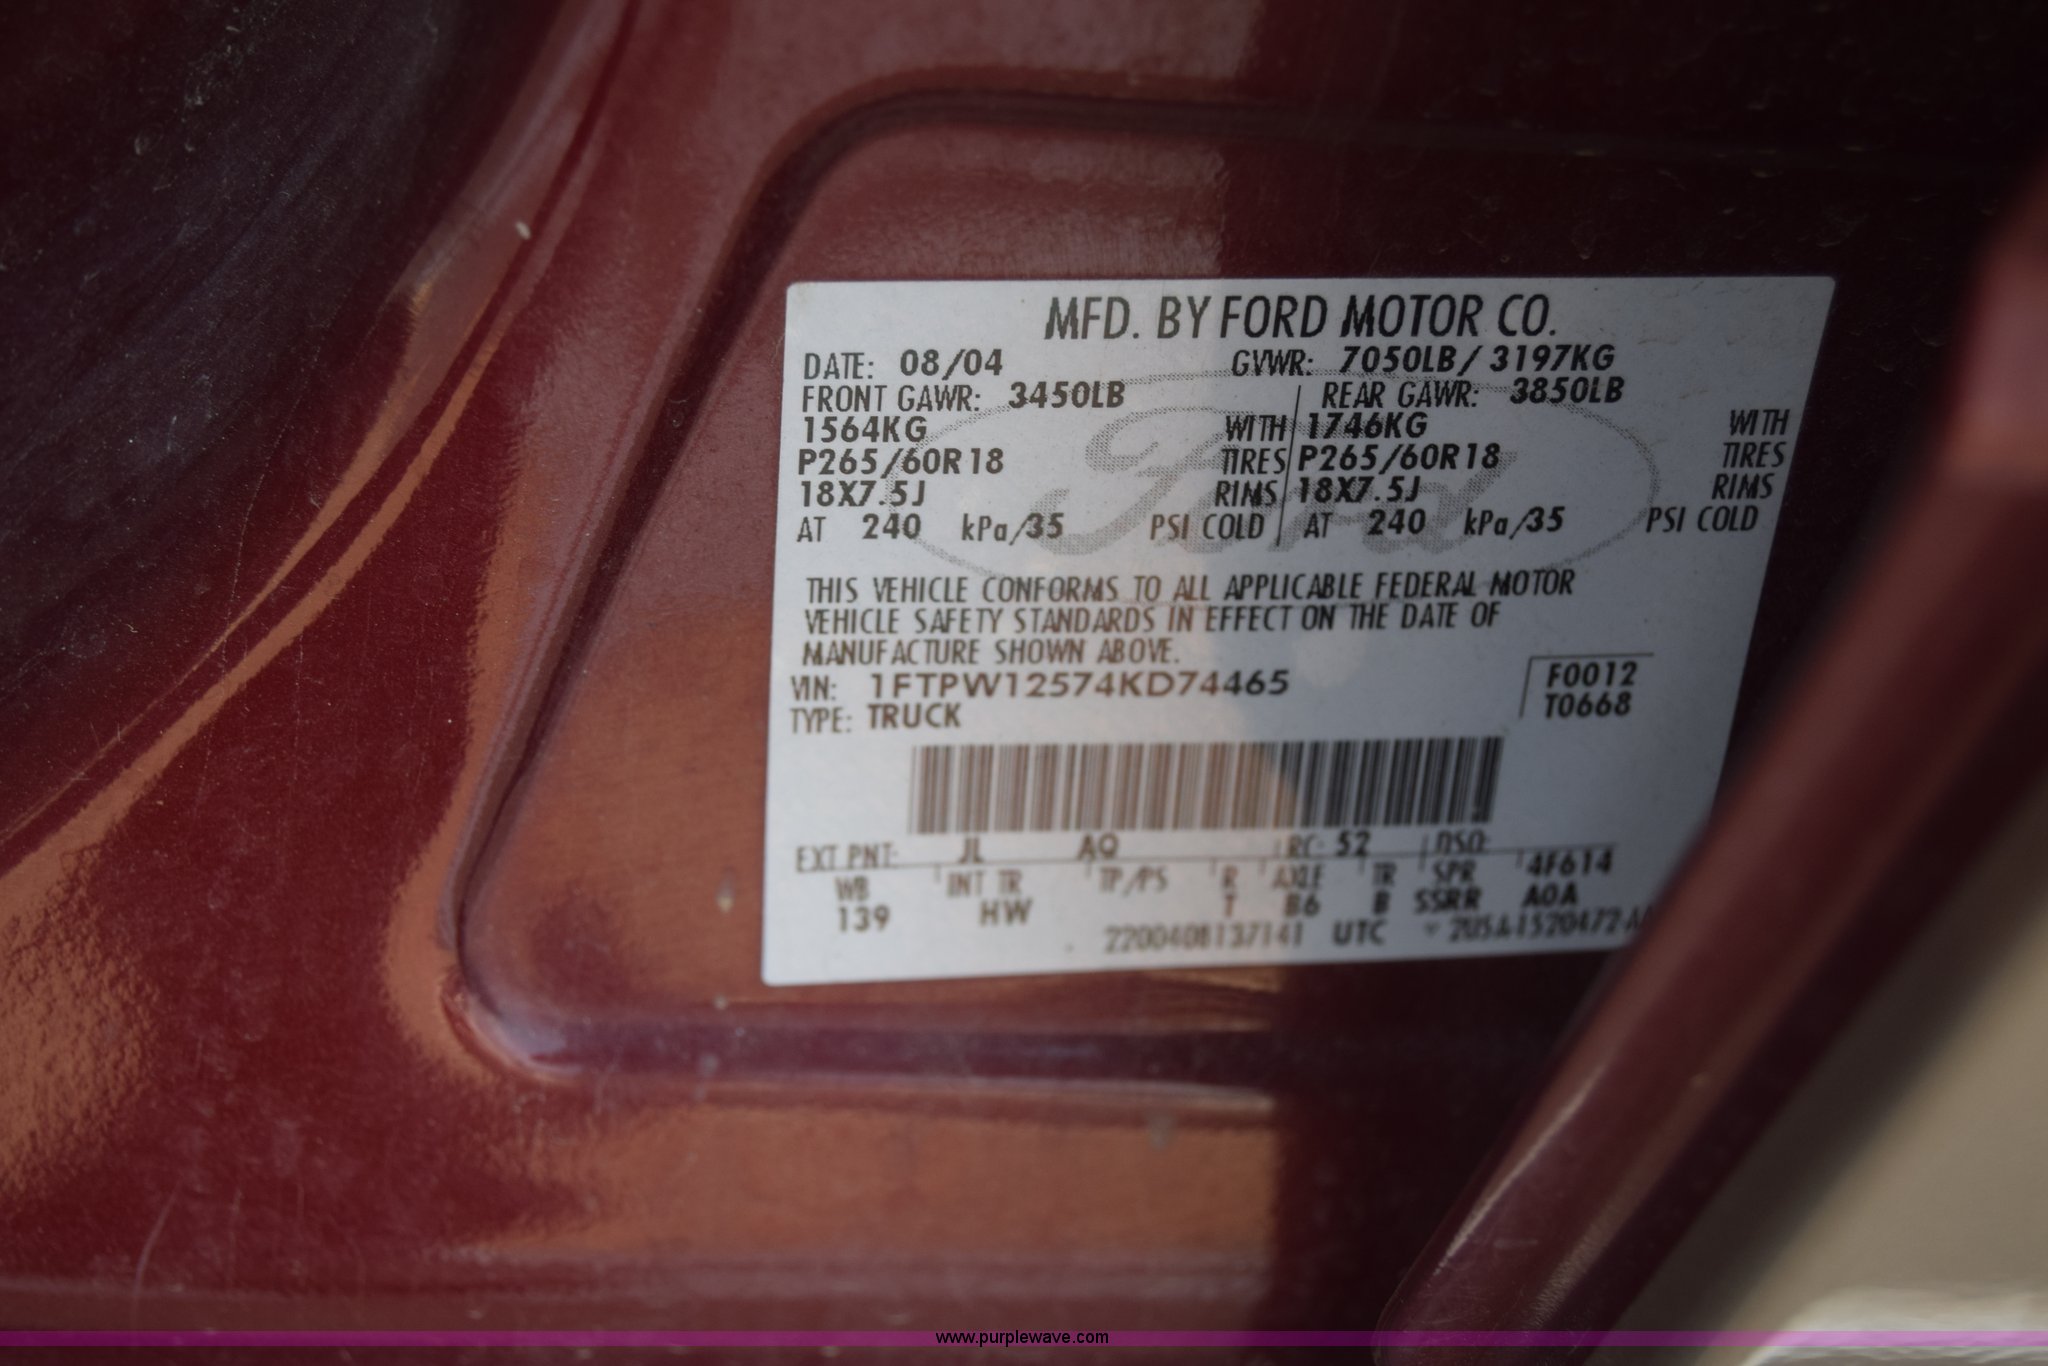 MFD. BY FORD MOTOR CO.
DATE: 08/04 GVWR: 7050LB/ 3197KG
FRONT GAWR: 3450LB REAR GAWR: 3850LB
1564KG WITH 1746KG WITH
P265/60R18 TIRES P265/60R18 TIRES
18X7.5J RIMS 18X7.5J RIMS
AT 240 kPa/35 PSI COLD AT 240 kPa/35 PSI COLD
Ford
THIS VEHICLE CONFORMS TO ALL APPLICABLE FEDERAL MOTOR
VEHICLE SAFETY STANDARDS IN EFFECT ON THE DATE OF
MANUFACTURE SHOWN ABOVE.
VIN: 1FTPW12574KD74465 F0012
TYPE: TRUCK T0668
EXT PNT: JL AQ RC: 52 DSO:
WB INT TR TP/PS R AXLE TR SPR 4F614
139 HW T B6 B SSRR A0A
UTC
www.purplewave.com